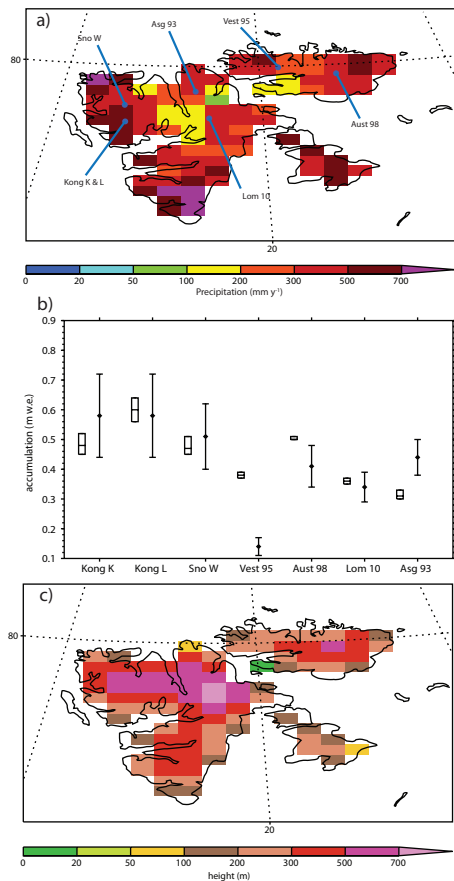 a)
Asg 93
Vest 95
Sno W
80
Aust 98
Kong K & L
Lom 10
20
0 20 50 100 200 300 500 700
Precipitation (mm y⁻¹)
b)
0.9
0.8
0.7
0.6
0.5
0.4
0.3
0.2
0.1
accumulation (m w.e.)
Kong K Kong L Sno W Vest 95 Aust 98 Lom 10 Asg 93
c)
80
20
0 20 50 100 200 300 500 700
height (m)